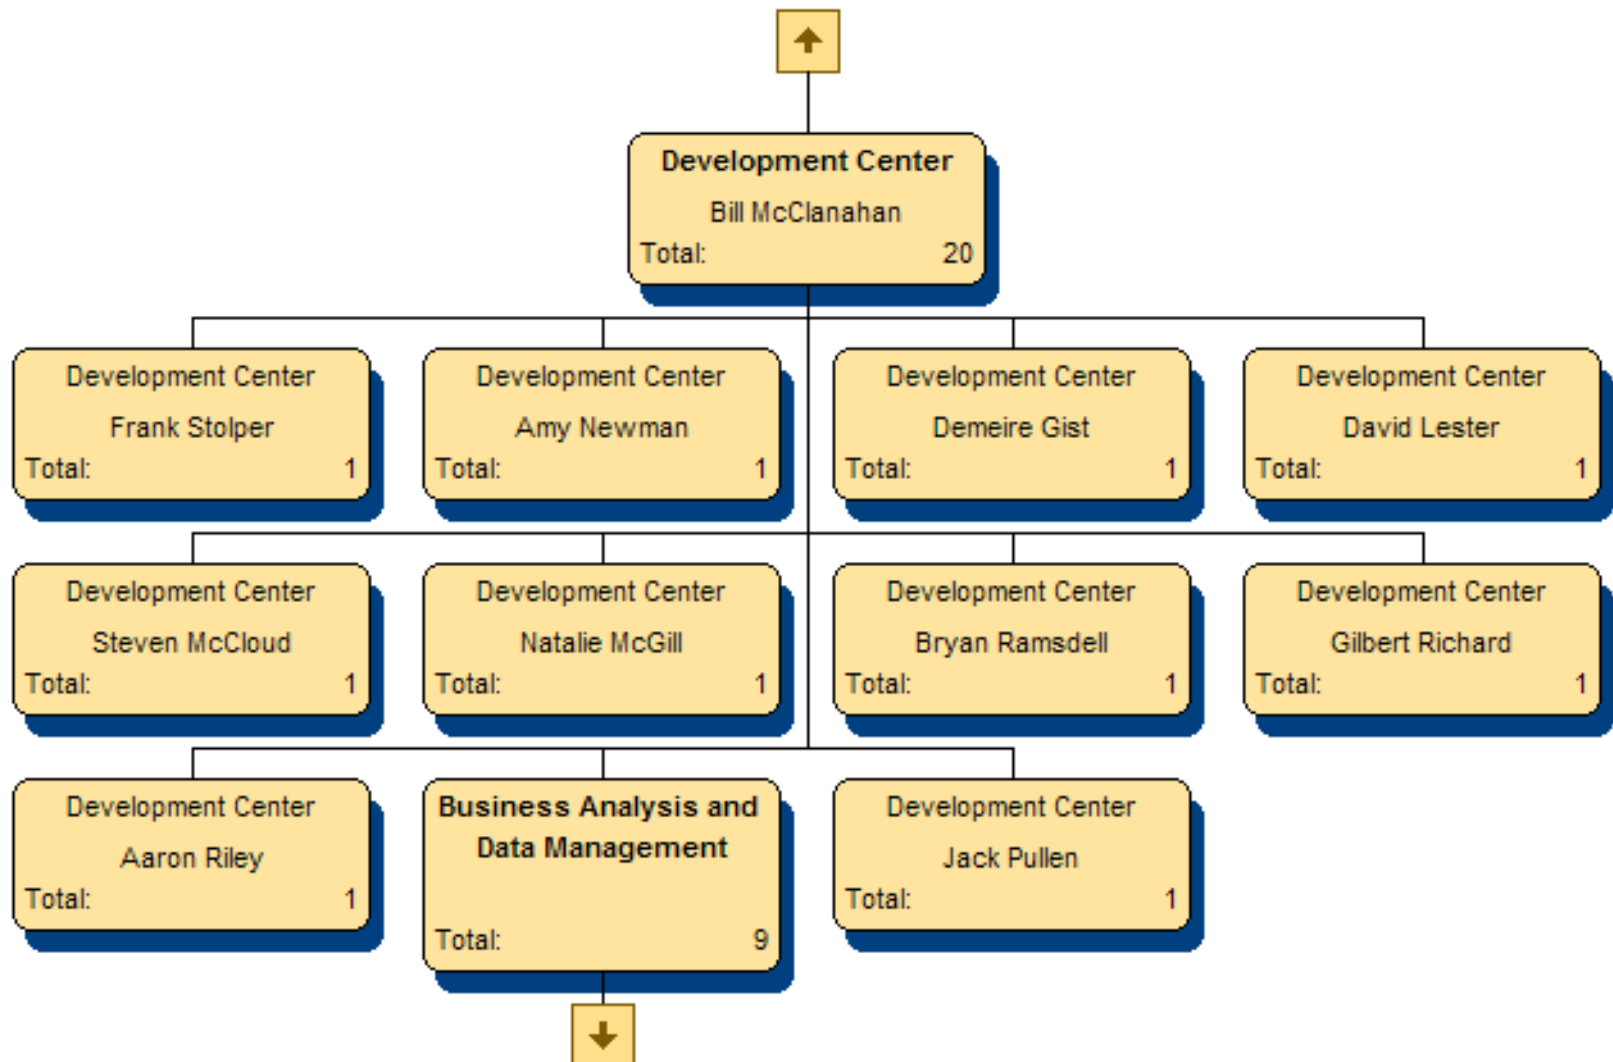 Development Center
Bill McClanahan
Total: 20
Development Center
Frank Stolper
Total: 1
Development Center
Amy Newman
Total: 1
Development Center
Demeire Gist
Total: 1
Development Center
David Lester
Total: 1
Development Center
Steven McCloud
Total: 1
Development Center
Natalie McGill
Total: 1
Development Center
Bryan Ramsdell
Total: 1
Development Center
Gilbert Richard
Total: 1
Development Center
Aaron Riley
Total: 1
Business Analysis and
Data Management
Total: 9
Development Center
Jack Pullen
Total: 1